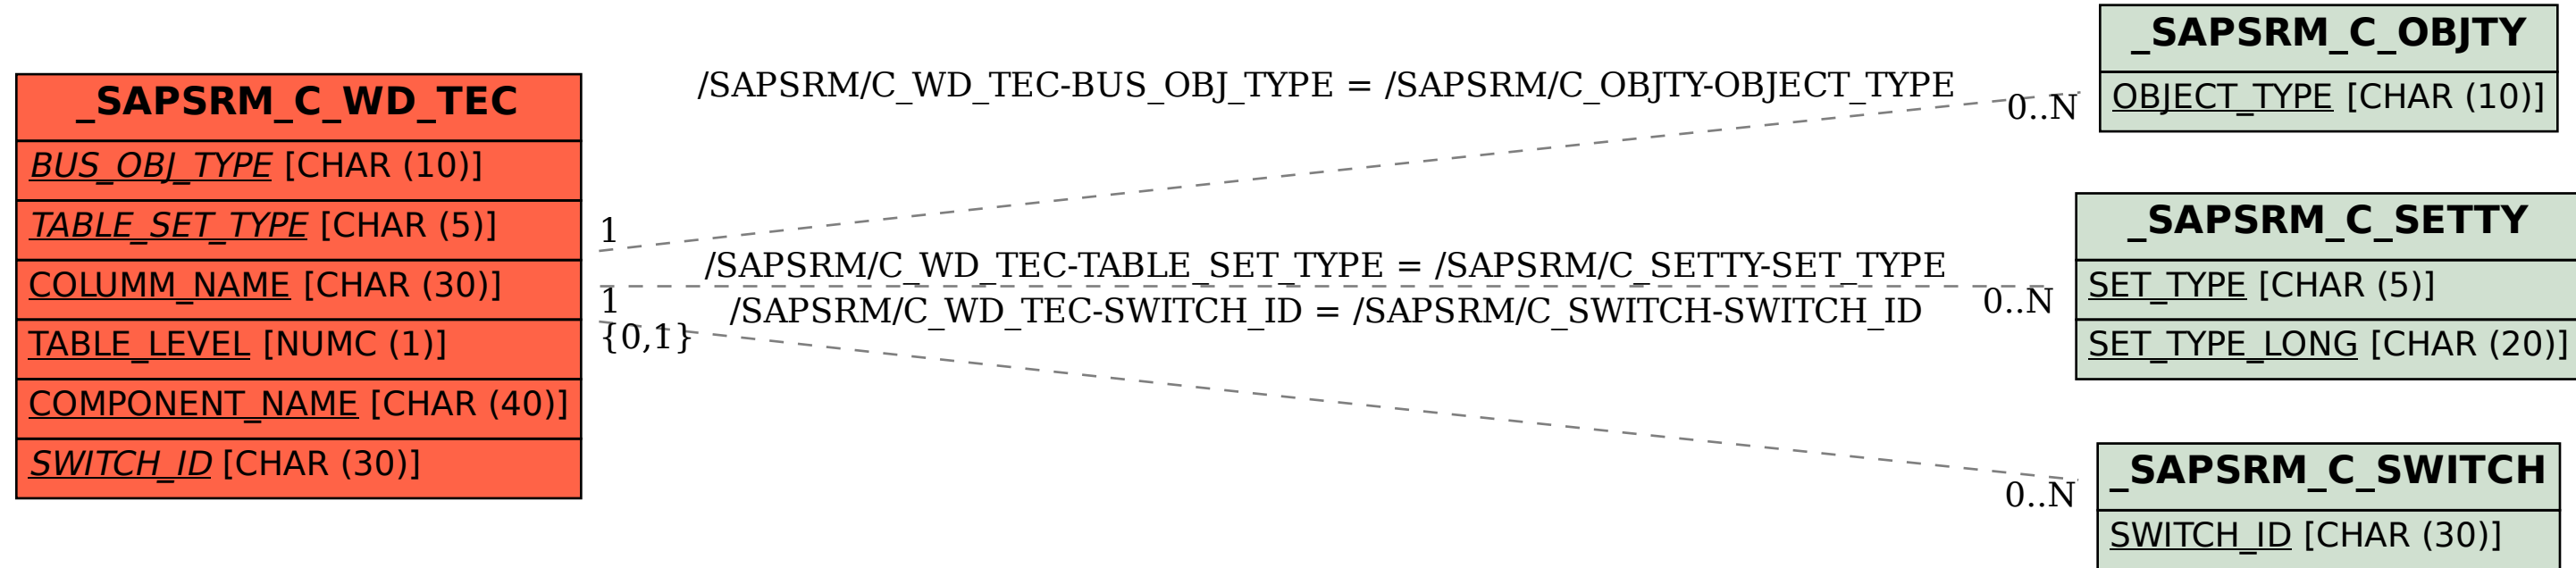 _SAPSRM_C_WD_TEC
BUS_OBJ_TYPE [CHAR (10)]
TABLE_SET_TYPE [CHAR (5)]
COLUMM_NAME [CHAR (30)]
TABLE_LEVEL [NUMC (1)]
COMPONENT_NAME [CHAR (40)]
SWITCH_ID [CHAR (30)]
/SAPSRM/C_WD_TEC-BUS_OBJ_TYPE = /SAPSRM/C_OBJTY-OBJECT_TYPE
0..N
1
/SAPSRM/C_WD_TEC-TABLE_SET_TYPE = /SAPSRM/C_SETTY-SET_TYPE
1
0..N
/SAPSRM/C_WD_TEC-SWITCH_ID = /SAPSRM/C_SWITCH-SWITCH_ID
{0,1}
0..N
_SAPSRM_C_OBJTY
OBJECT_TYPE [CHAR (10)]
_SAPSRM_C_SETTY
SET_TYPE [CHAR (5)]
SET_TYPE_LONG [CHAR (20)]
_SAPSRM_C_SWITCH
SWITCH_ID [CHAR (30)]